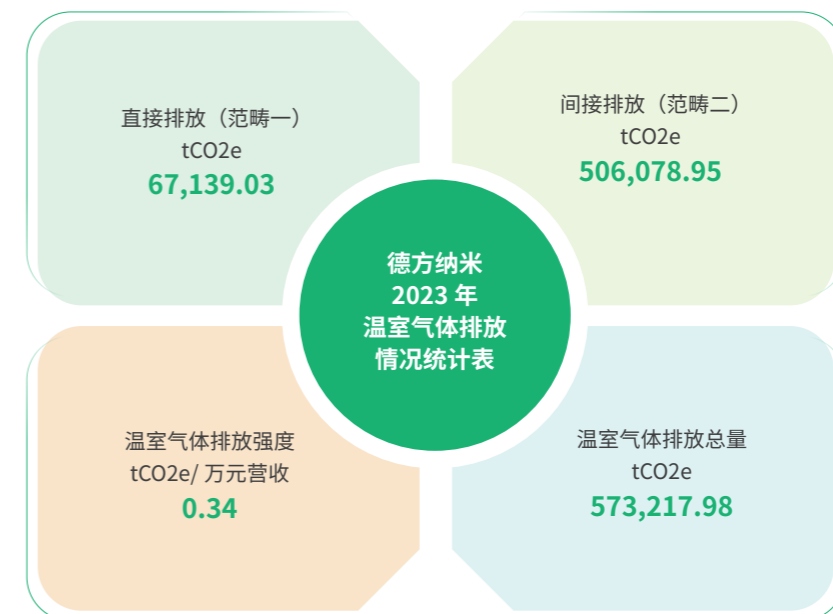 直接排放（范畴一）
tCO2e
67,139.03
间接排放（范畴二）
tCO2e
506,078.95
德方纳米
2023 年
温室气体排放
情况统计表
温室气体排放强度
tCO2e/ 万元营收
0.34
温室气体排放总量
tCO2e
573,217.98